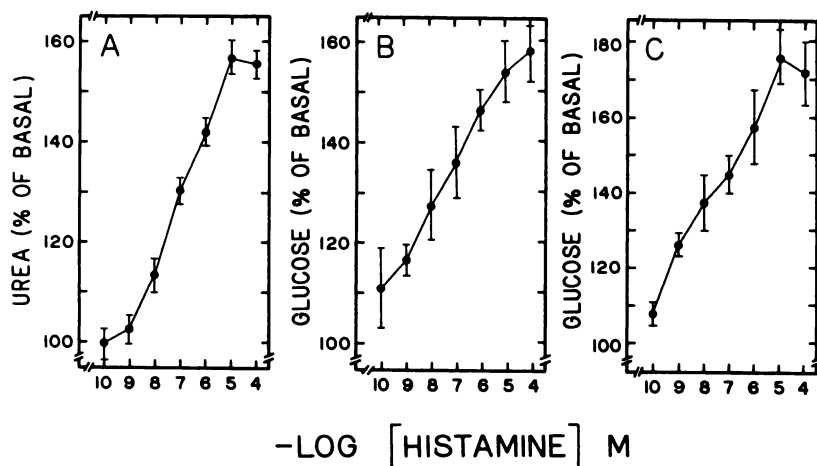 A
UREA (% OF BASAL)
160
140
120
100
10 9 8 7 6 5 4
B
GLUCOSE (% OF BASAL)
160
140
120
100
10 9 8 7 6 5 4
C
GLUCOSE (% OF BASAL)
180
160
140
120
100
10 9 8 7 6 5 4
-LOG [HISTAMINE] M